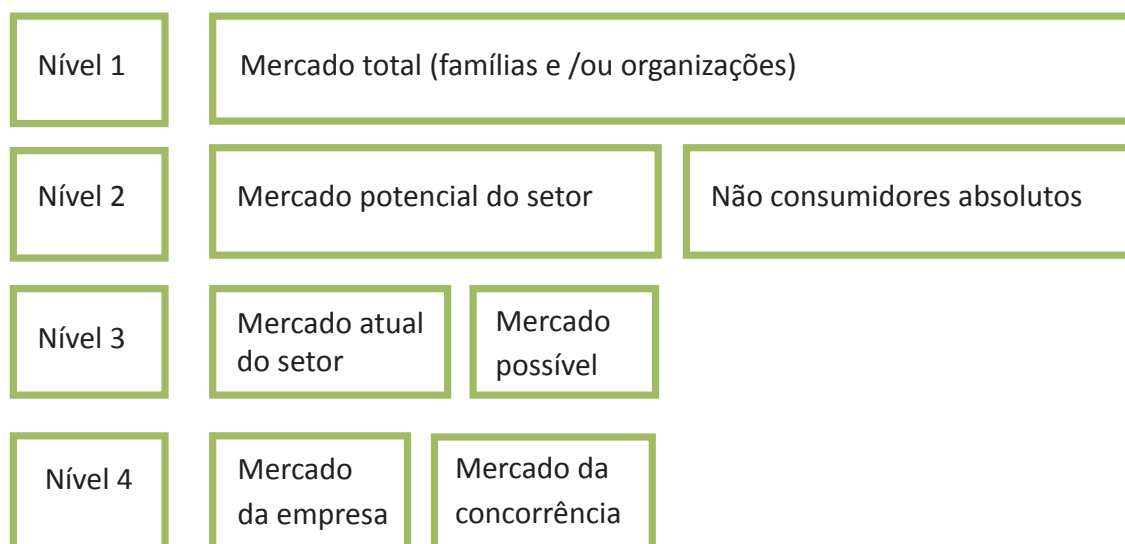 Nível 1
Mercado total (famílias e /ou organizações)
Nível 2
Mercado potencial do setor
Não consumidores absolutos
Nível 3
Mercado atual
do setor
Mercado
possível
Nível 4
Mercado
da empresa
Mercado da
concorrência